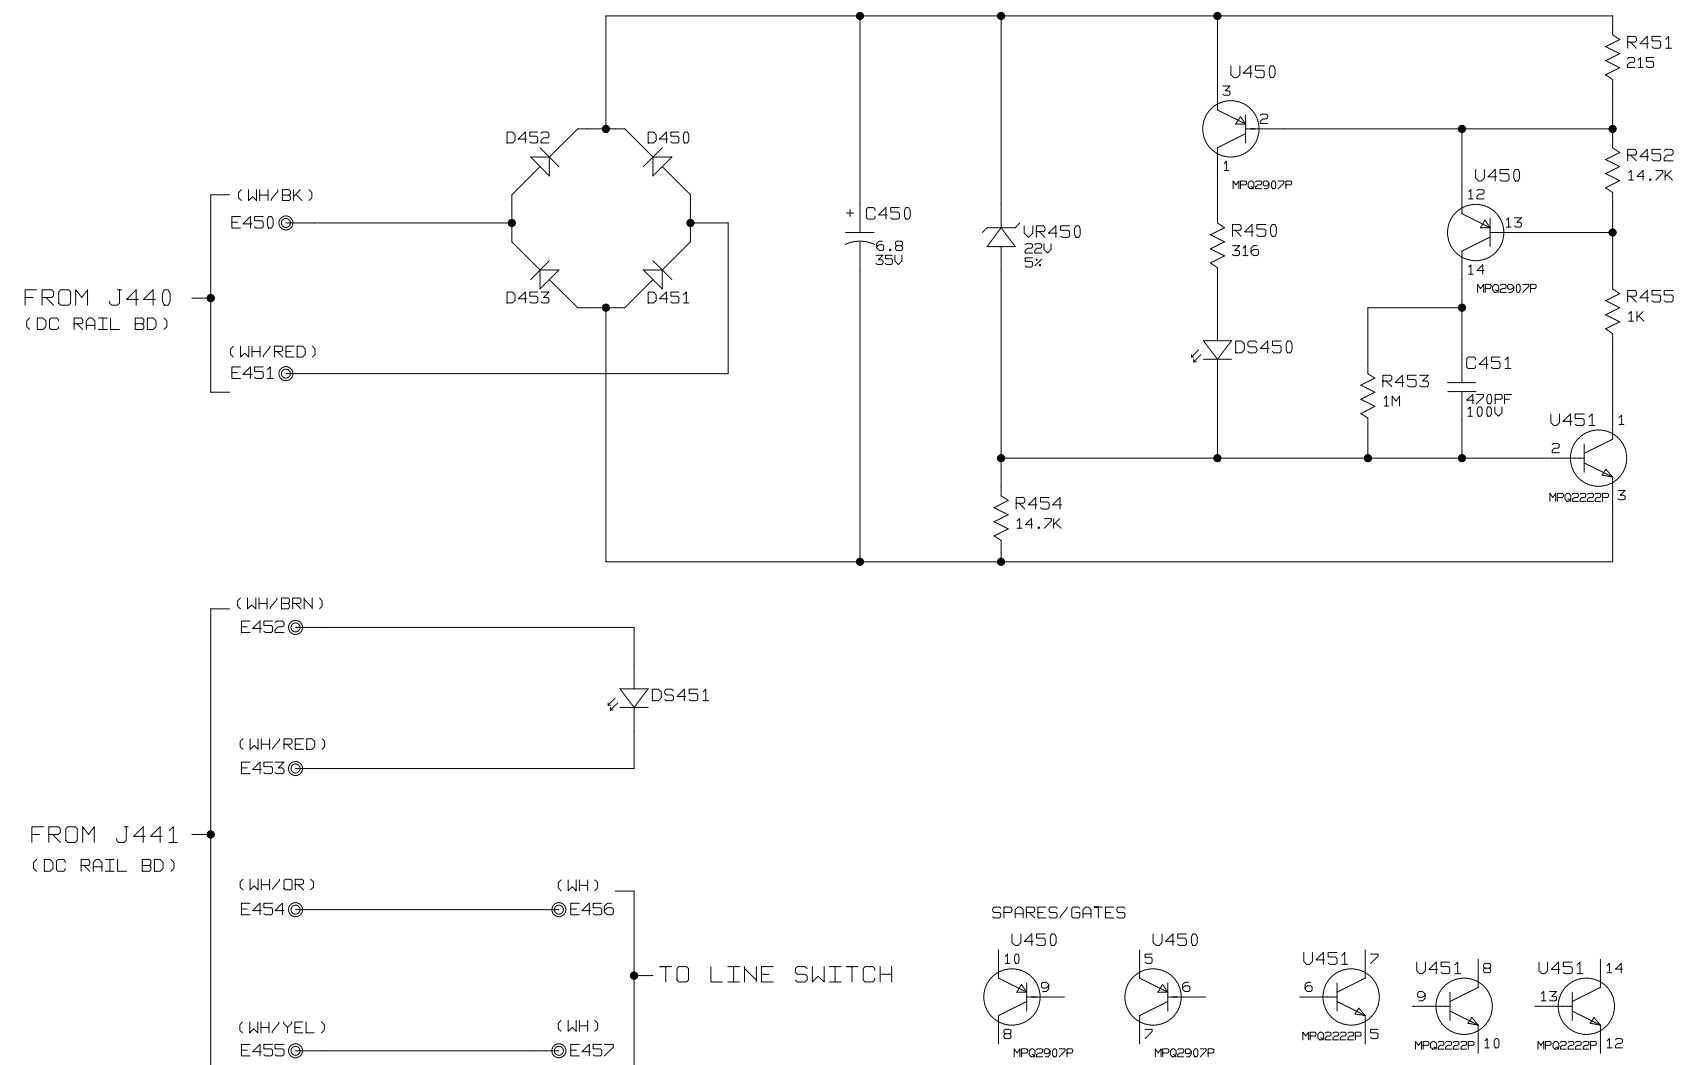 R451
215
U450
3
2
1
MPQ2907P
D452
D450
R452
14.7K
U450
12
13
14
MPQ2907P
(WH/BK)
E450
+ C450
6.8
35V
VR450
22V
5%
R450
316
FROM J440
(DC RAIL BD)
D453
D451
R455
1K
(WH/RED)
E451
DS450
C451
470PF
100V
R453
1M
U451
1
2
MPQ2222P 3
R454
14.7K
(WH/BRN)
E452
DS451
(WH/RED)
E453
FROM J441
(DC RAIL BD)
(WH/OR)
E454
(WH)
E456
TO LINE SWITCH
(WH/YEL)
E455
(WH)
E457
SPARES/GATES
U450
10
9
8
MPQ2907P
U450
5
6
7
MPQ2907P
U451 7
6
MPQ2222P 5
U451 8
9
MPQ2222P 10
U451 14
13
MPQ2222P 12